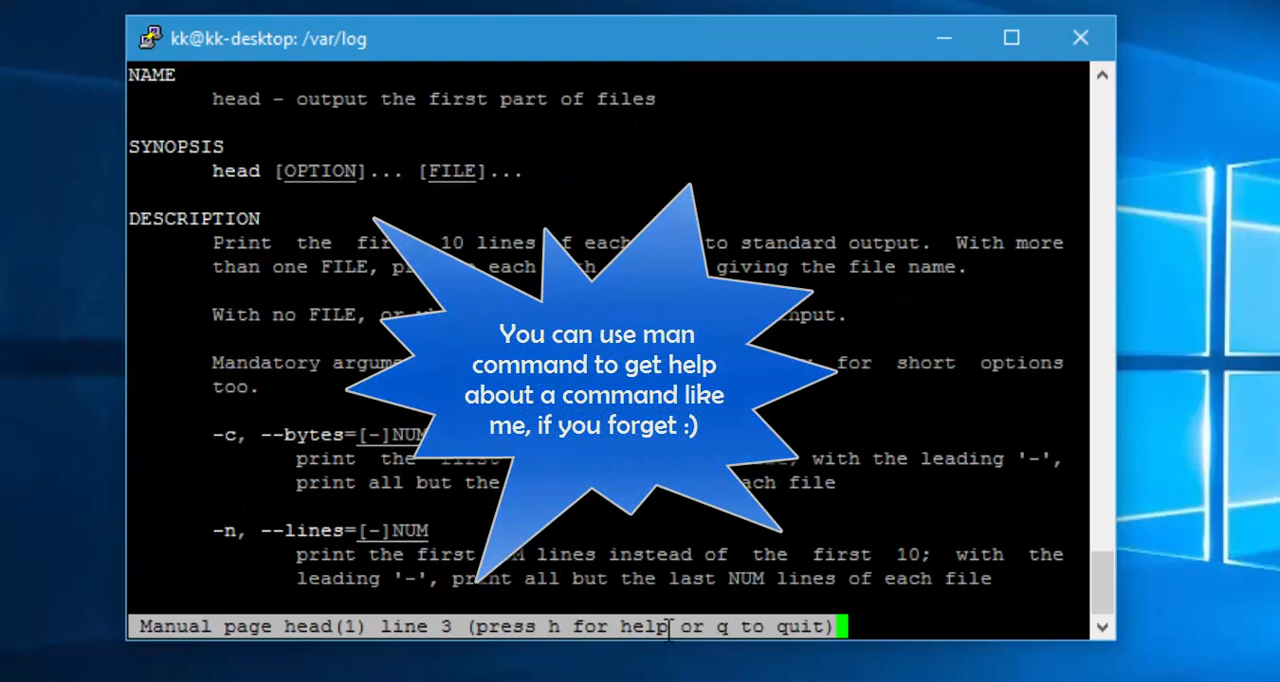 kk@kk-desktop: /var/log
NAME
head - output the first part of files
SYNOPSIS
head [OPTION]... [FILE]...
DESCRIPTION
Print the 10 lines each to standard output. With more
than one FILE, each giving the file name.
With no FILE,
Mandatory for short options
too.
-c, --bytes=[-]NUM
print the with the leading '-',
print all but the file
-n, --lines=[-]NUM
print the first lines instead of the first 10; with the
leading '-', print all but the last NUM lines of each file
Manual page head(1) line 3 (press h for help or q to quit)
You can use man
command to get help
about a command like
me, if you forget :)